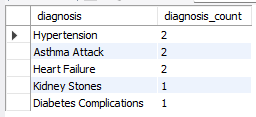 diagnosis diagnosis_count
Hypertension 2
Asthma Attack 2
Heart Failure 2
Kidney Stones 1
Diabetes Complications 1